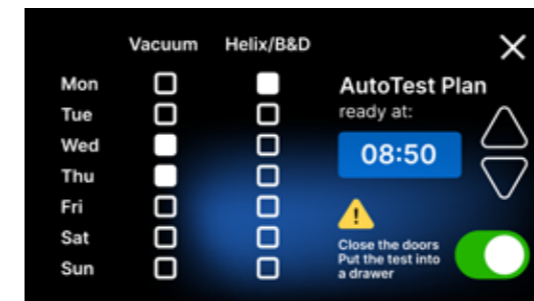 Vacuum Helix/B&D
Mon
Tue
Wed
Thu
Fri
Sat
Sun
AutoTest Plan
ready at:
08:50
Close the doors
Put the test into
a drawer